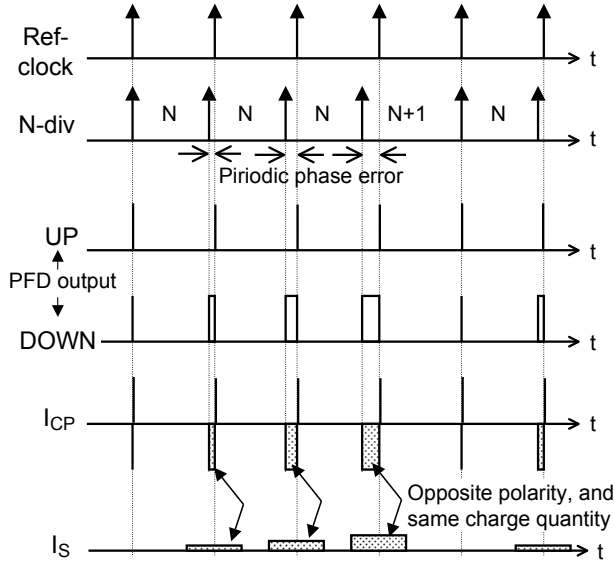 Ref-
clock
t
N-div
N
N
N
N+1
N
t
Piriodic phase error
UP
t
PFD output
DOWN
t
ICP
t
Opposite polarity, and
same charge quantity
IS
t